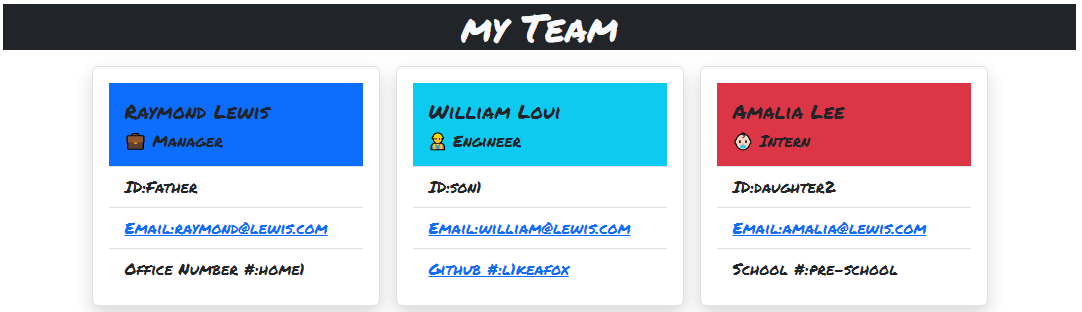 my Team
Raymond Lewis
Manager
ID:Father
Email:raymond@lewis.com
Office Number #:home1
William Loui
Engineer
ID:son1
Email:william@lewis.com
Github #:l1keafox
Amalia Lee
Intern
ID:daughter2
Email:amalia@lewis.com
School #:pre-school